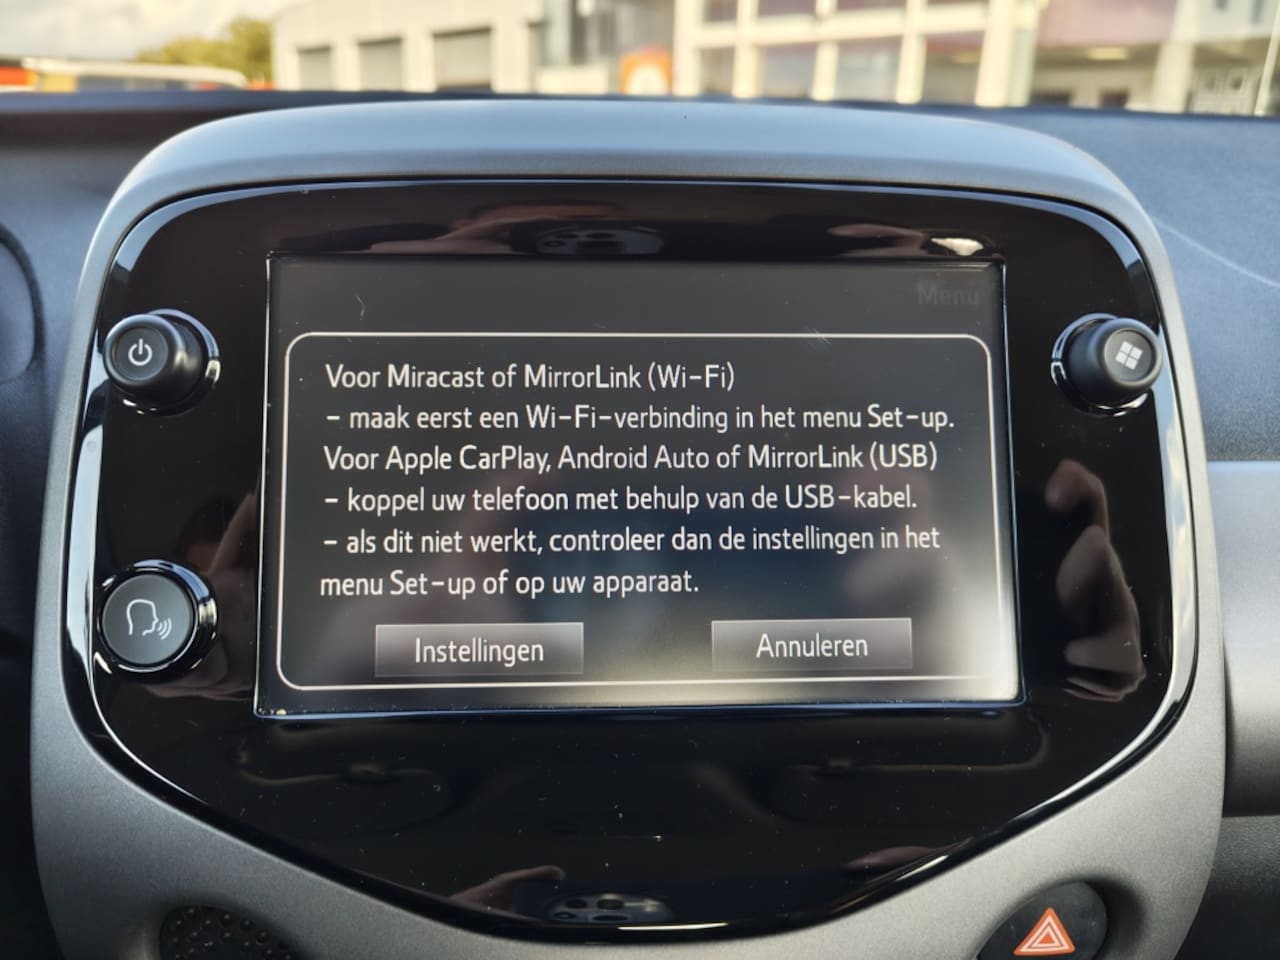 Menu
Voor Miracast of MirrorLink (Wi-Fi)
- maak eerst een Wi-Fi-verbinding in het menu Set-up.
Voor Apple CarPlay, Android Auto of MirrorLink (USB)
- koppel uw telefoon met behulp van de USB-kabel.
- als dit niet werkt, controleer dan de instellingen in het
menu Set-up of op uw apparaat.
Instellingen
Annuleren